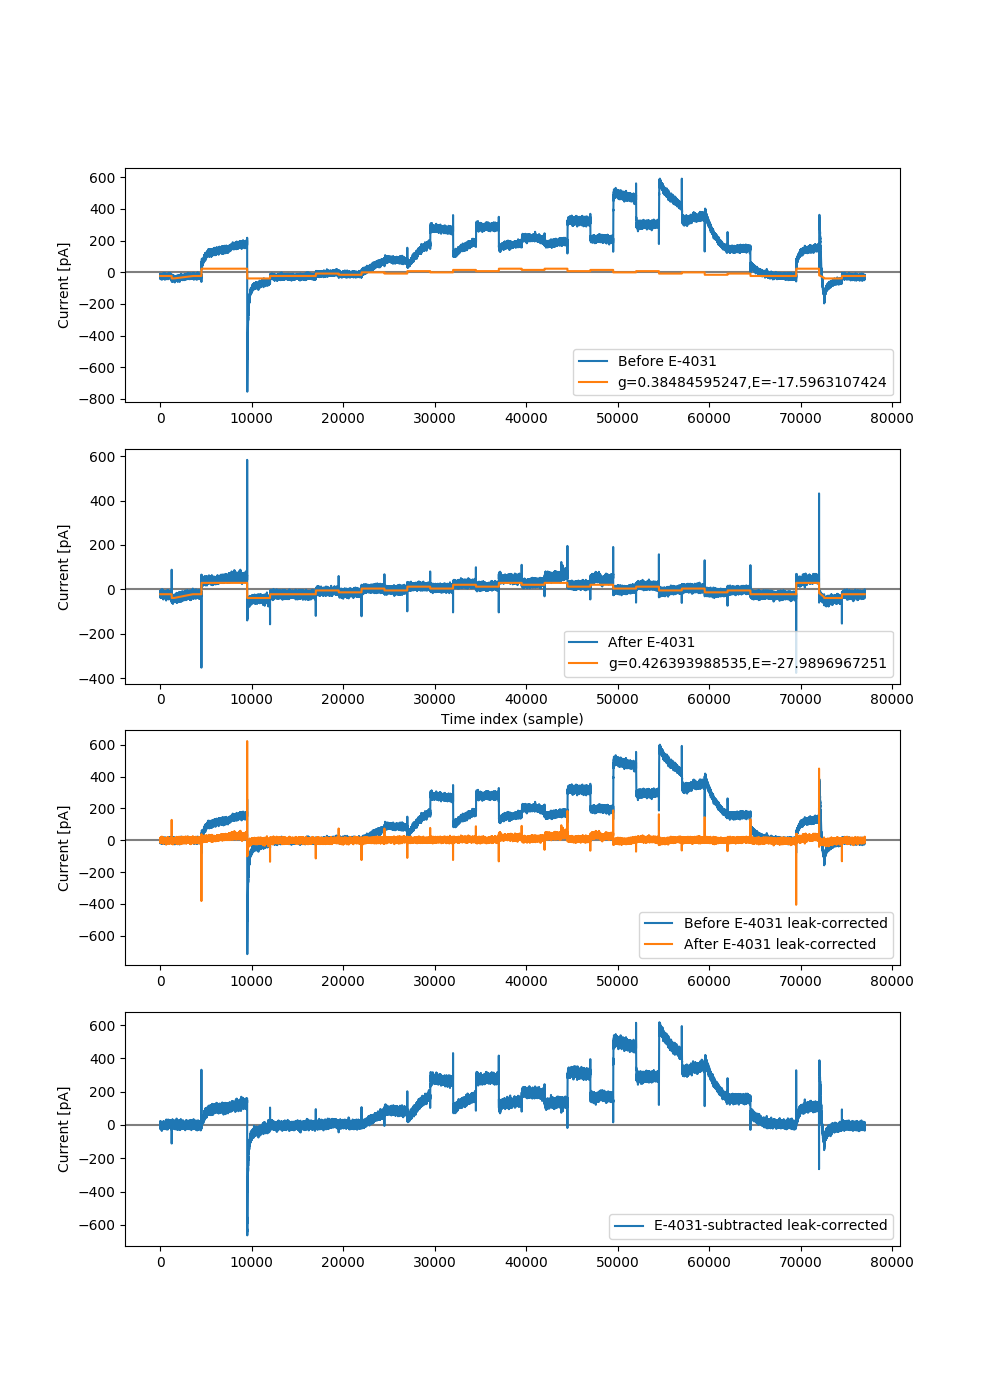 600
400
200
0
−200
−400
−600
−800
Current [pA]
Before E-4031
g=0.38484595247,E=-17.5963107424
0 10000 20000 30000 40000 50000 60000 70000 80000
600
400
200
0
−200
−400
Current [pA]
After E-4031
g=0.426393988535,E=-27.9896967251
0 10000 20000 30000 40000 50000 60000 70000 80000
Time index (sample)
600
400
200
0
−200
−400
−600
Current [pA]
Before E-4031 leak-corrected
After E-4031 leak-corrected
0 10000 20000 30000 40000 50000 60000 70000 80000
600
400
200
0
−200
−400
−600
Current [pA]
E-4031-subtracted leak-corrected
0 10000 20000 30000 40000 50000 60000 70000 80000